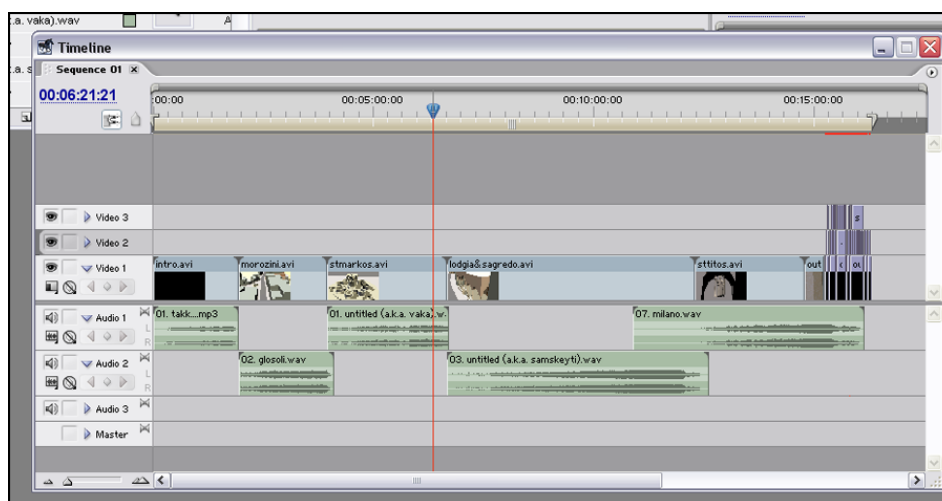 .a. vaka).wav
Timeline
.a. s
Sequence 01
00:06:21:21
:00:00
00:05:00:00
00:10:00:00
00:15:00:00
Video 3
s
Video 2
Video 1
intro.avi
morozini.avi
stmarkos.avi
lodgia&sagredo.avi
sttitos.avi
out
ou
Audio 1
L
R
01. takk....mp3
01. untitled (a.k.a. vaka).w
07. milano.wav
Audio 2
L
R
02. glosoli.wav
03. untitled (a.k.a. samskeyti).wav
Audio 3
Master